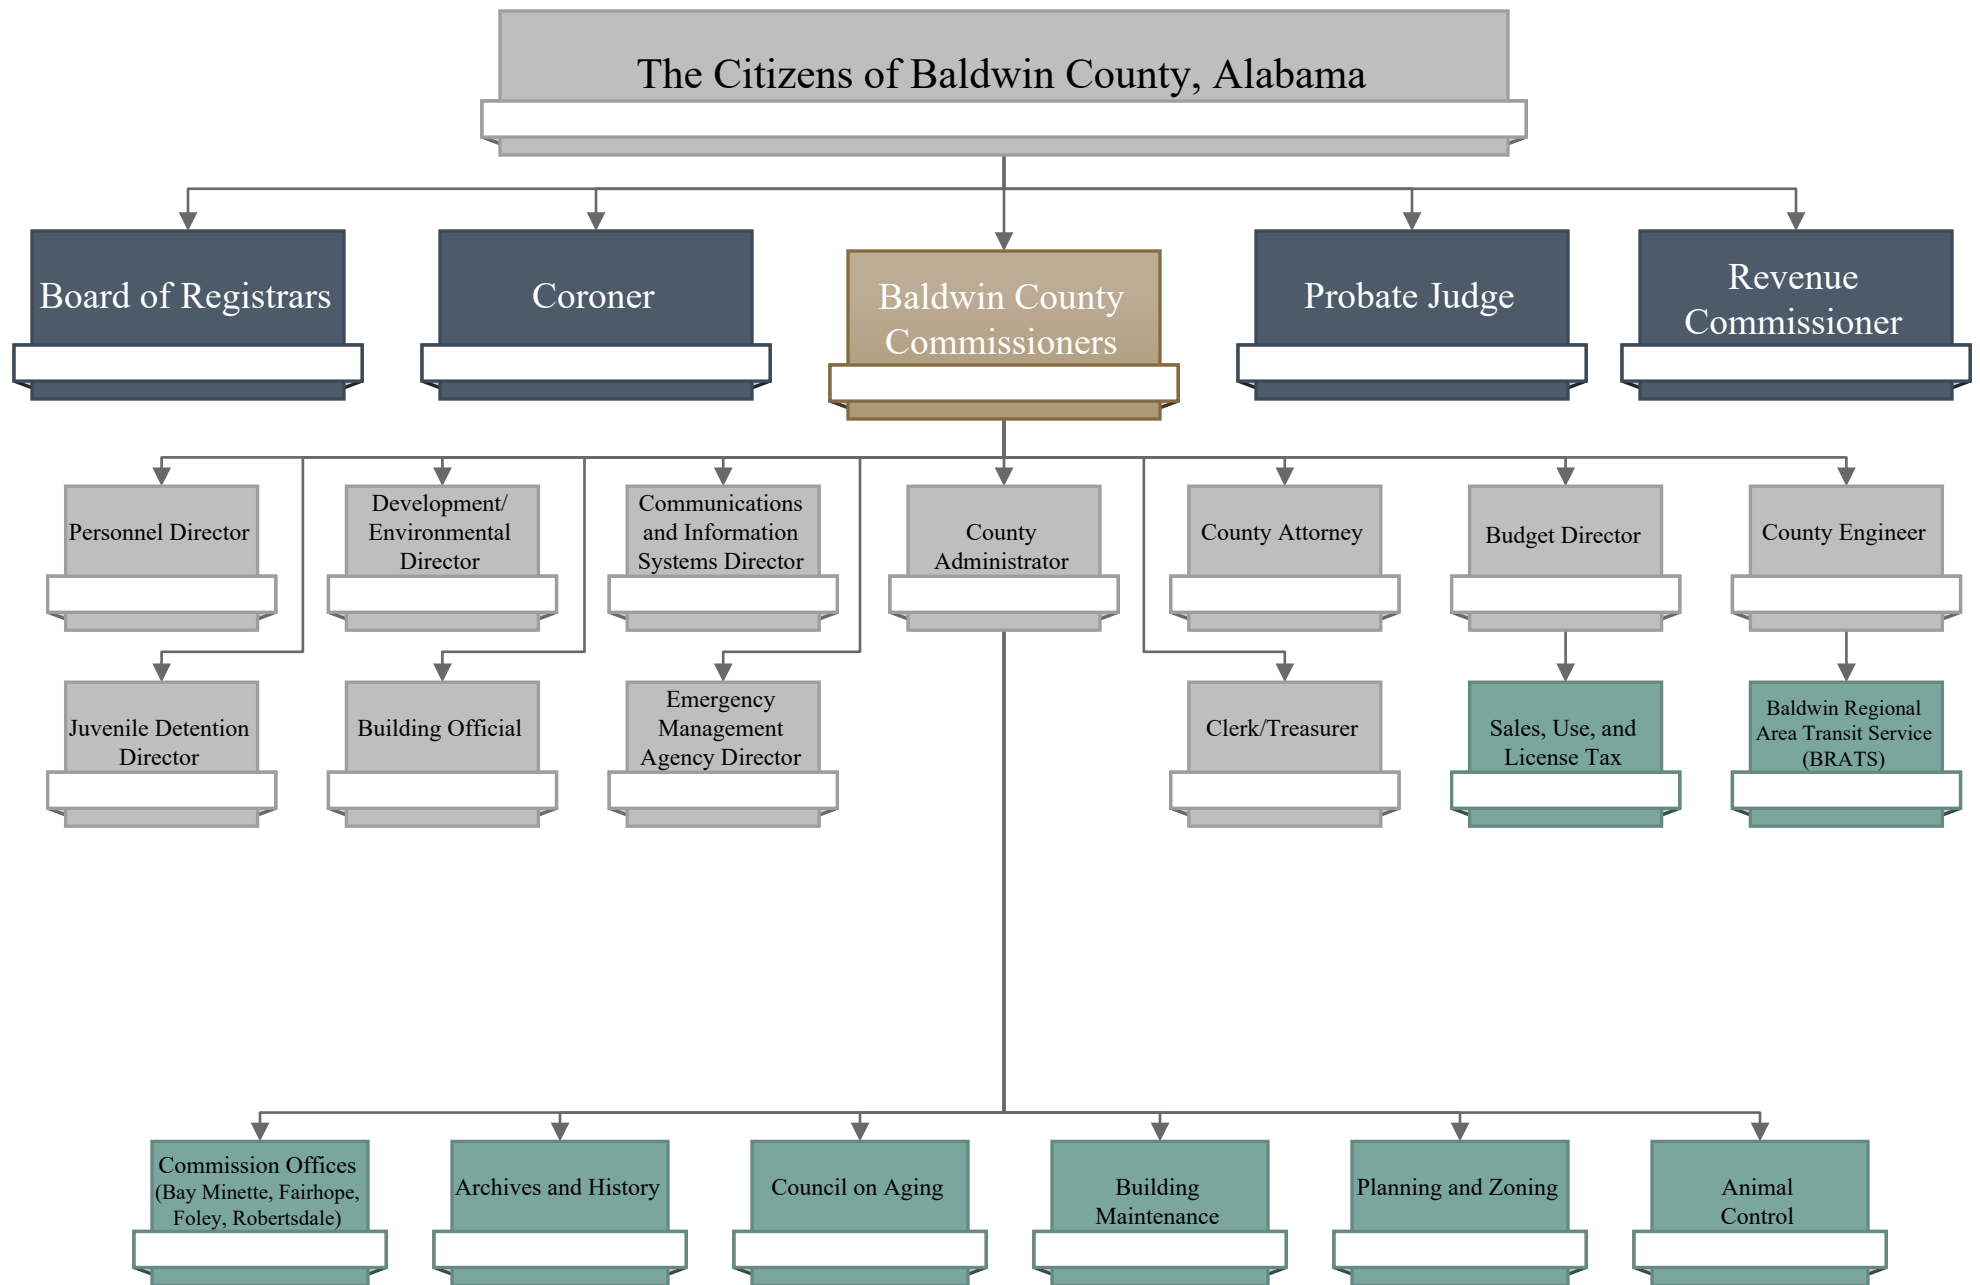 The Citizens of Baldwin County, Alabama
Board of Registrars
Coroner
Baldwin County
Commissioners
Probate Judge
Revenue
Commissioner
Personnel Director
Development/
Environmental
Director
Communications
and Information
Systems Director
County
Administrator
County Attorney
Budget Director
County Engineer
Juvenile Detention
Director
Building Official
Emergency
Management
Agency Director
Clerk/Treasurer
Sales, Use, and
License Tax
Baldwin Regional
Area Transit Service
(BRATS)
Commission Offices
(Bay Minette, Fairhope,
Foley, Robertsdale)
Archives and History
Council on Aging
Building
Maintenance
Planning and Zoning
Animal
Control